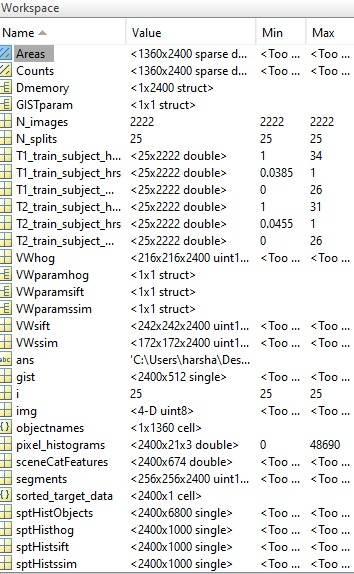 Workspace
Name Value Min Max
Areas <1360x2400 sparse d... <Too ... <Too ...
Counts <1360x2400 sparse d... <Too ... <Too ...
Dmemory <1x2400 struct>
GISTparam <1x1 struct>
N_images 2222 2222 2222
N_splits 25 25 25
T1_train_subject_h... <25x2222 double> 1 34
T1_train_subject_hrs <25x2222 double> 0.0385 1
T1_train_subject_... <25x2222 double> 0 26
T2_train_subject_h... <25x2222 double> 1 31
T2_train_subject_hrs <25x2222 double> 0.0455 1
T2_train_subject_... <25x2222 double> 0 26
VWhog <216x216x2400 uint1... <Too ... <Too ...
VWparamhog <1x1 struct>
VWparamsift <1x1 struct>
VWparamssim <1x1 struct>
VWsift <242x242x2400 uint1... <Too ... <Too ...
VWssim <172x172x2400 uint1... <Too ... <Too ...
abc ans 'C:\Users\harsha\Des...
gist <2400x512 single> <Too ... <Too ...
i 25 25 25
img <4-D uint8> <Too ... <Too ...
{} objectnames <1x1360 cell>
pixel_histograms <2400x21x3 double> 0 48690
sceneCatFeatures <2400x674 double> <Too ... <Too ...
segments <256x256x2400 uint1... <Too ... <Too ...
{} sorted_target_data <2400x1 cell>
sptHistObjects <2400x6800 single> <Too ... <Too ...
sptHisthog <2400x1000 single> <Too ... <Too ...
sptHistsift <2400x1000 single> <Too ... <Too ...
sptHistssim <2400x1000 single> <Too ... <Too ...